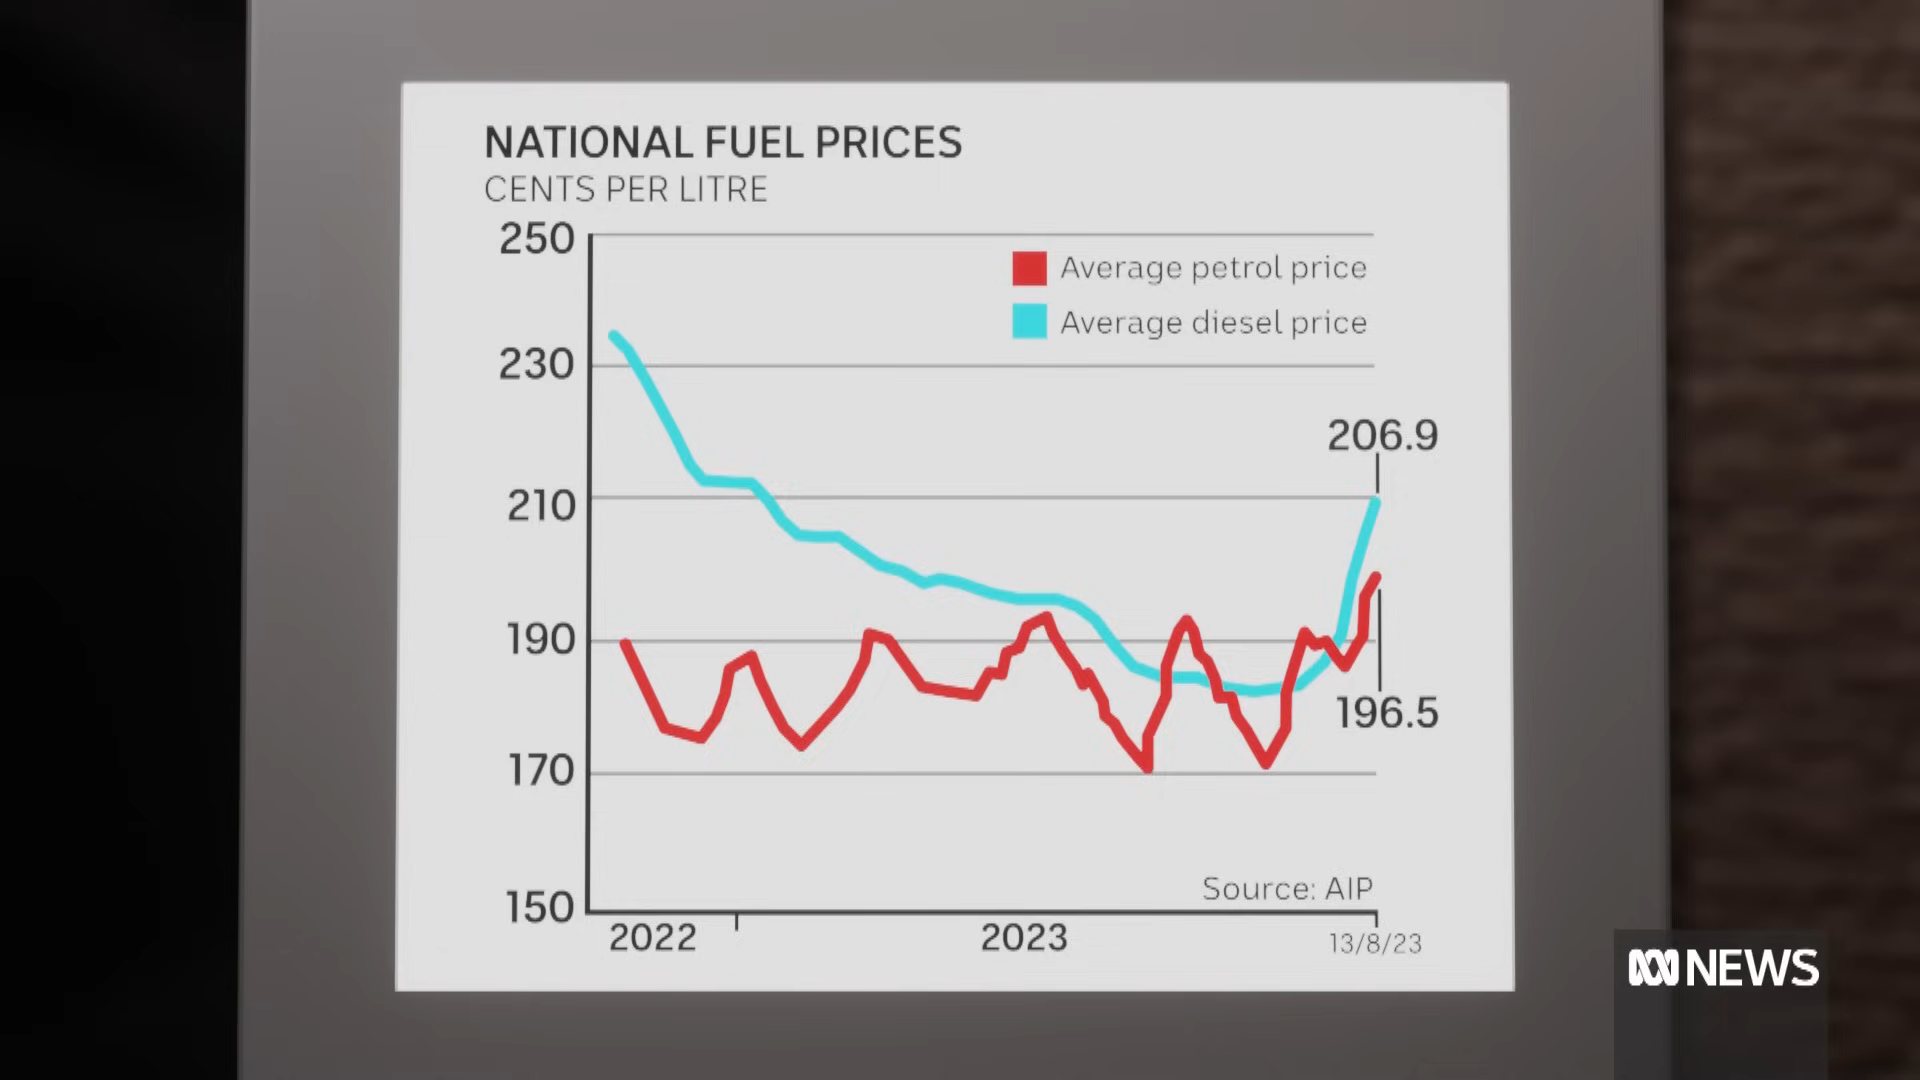 NATIONAL FUEL PRICES
CENTS PER LITRE
250
Average petrol price
Average diesel price
230
206.9
210
190
196.5
170
Source: AIP
150
2022
2023
13/8/23
NEWS